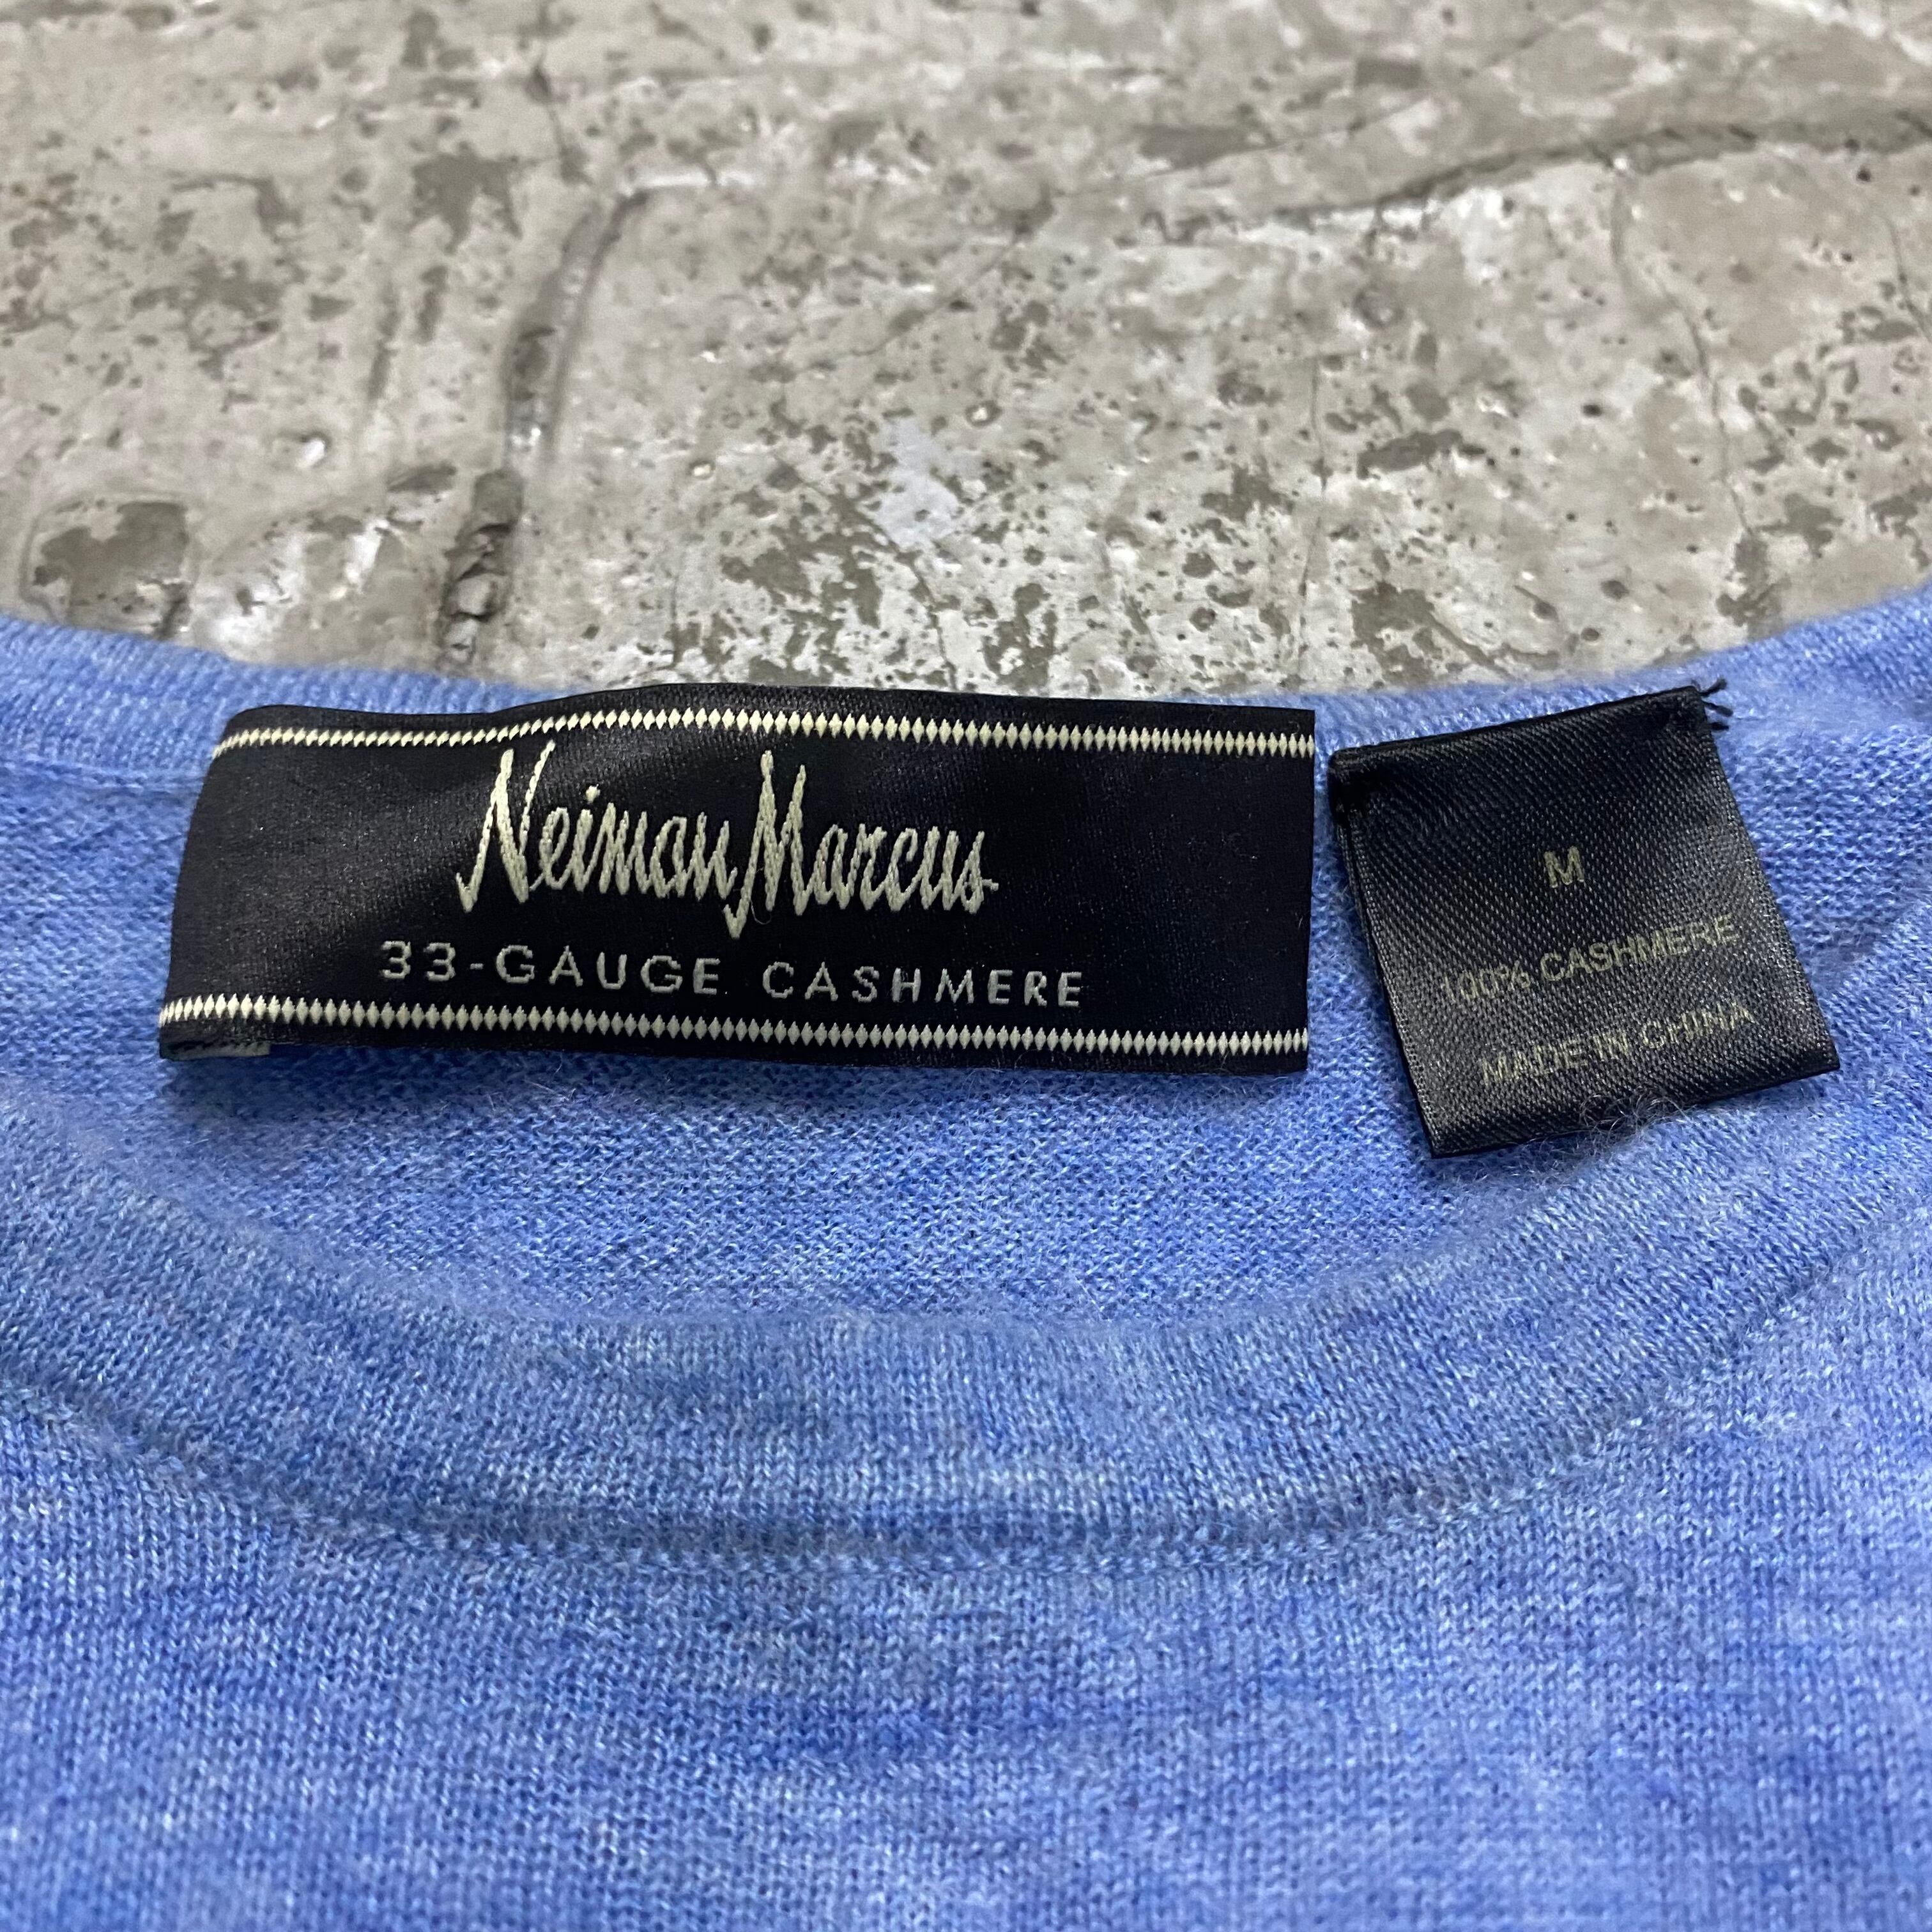 Neiman Marcus
33-GAUGE CASHMERE
M
100% CASHMERE
MADE IN CHINA